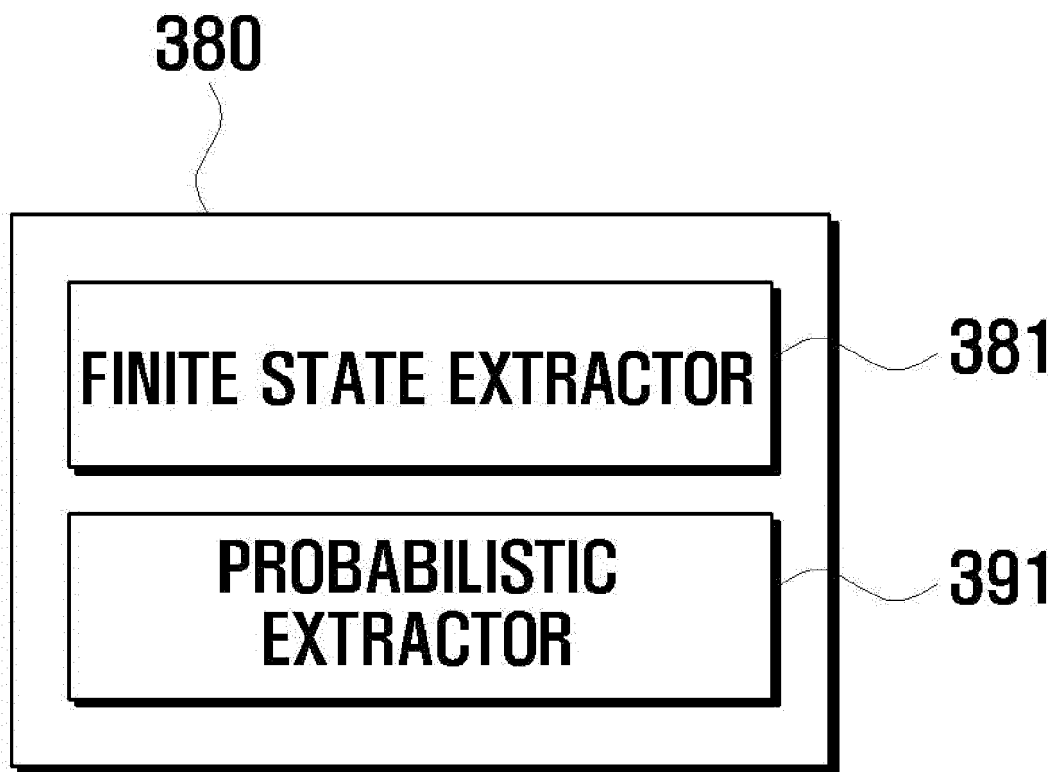 380
FINITE STATE EXTRACTOR
381
PROBABILISTIC
EXTRACTOR
391